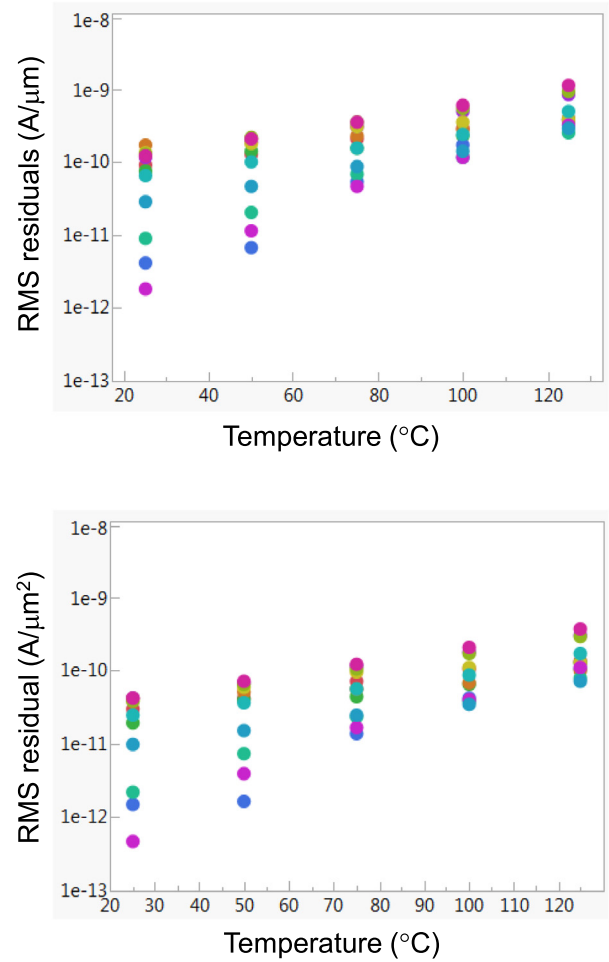 1e-8
1e-9
1e-10
1e-11
1e-12
1e-13
RMS residuals (A/μm)
20 40 60 80 100 120
Temperature (°C)
1e-8
1e-9
1e-10
1e-11
1e-12
1e-13
RMS residual (A/μm²)
20 30 40 50 60 70 80 90 100 110 120
Temperature (°C)